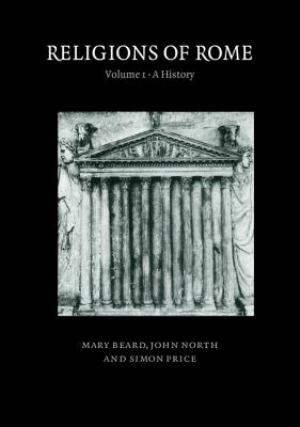 RELIGIONS OF ROME
Volume 1 · A History
MARY BEARD, JOHN NORTH
AND SIMON PRICE